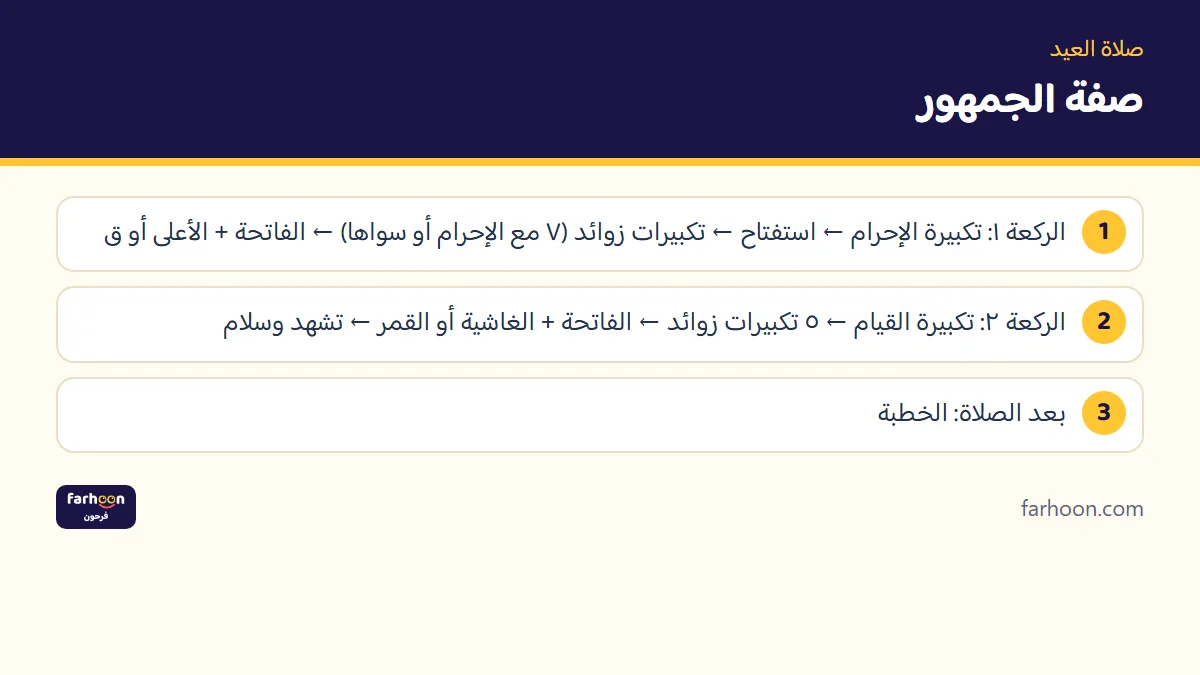 صلاة العيد
صفة الجمهور
1 الركعة ١: تكبيرة الإحرام ← استفتاح ← تكبيرات زوائد (٧ مع الإحرام أو سواها) ← الفاتحة + الأعلى أو ق
2 الركعة ٢: تكبيرة القيام ← ٥ تكبيرات زوائد ← الفاتحة + الغاشية أو القمر ← تشهد وسلام
3 بعد الصلاة: الخطبة
farhoon.com
farhoon
فرحون